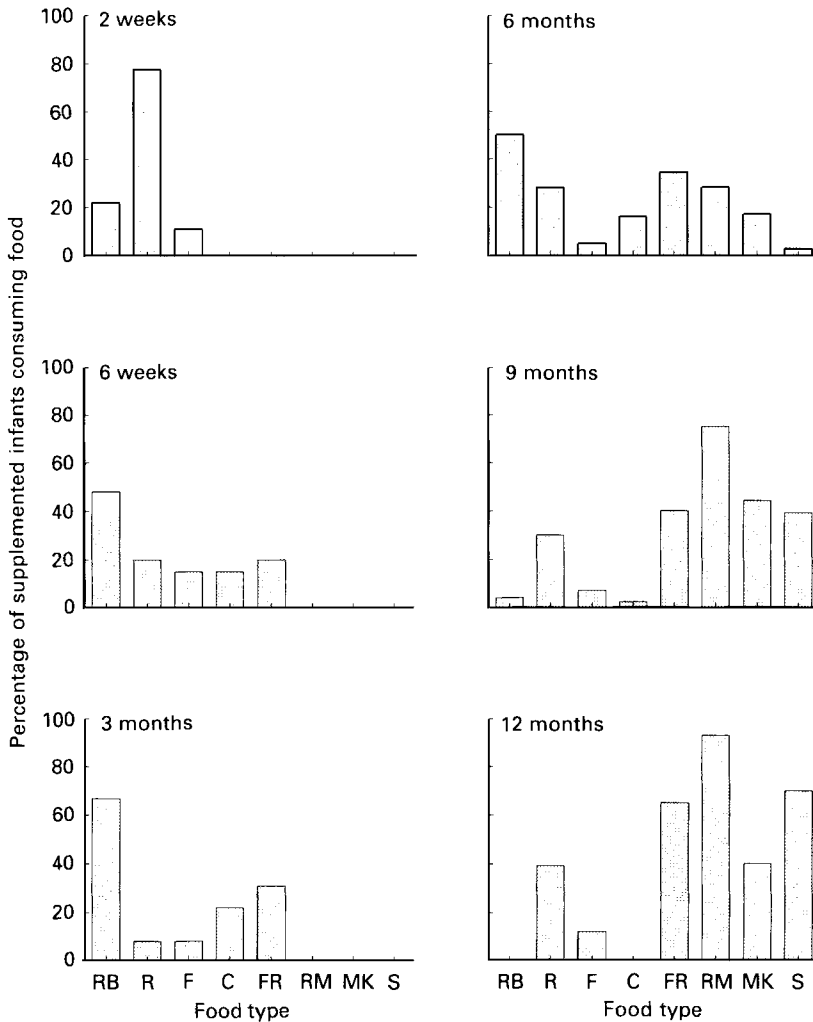 Percentage of supplemented infants consuming food
2 weeks
100
80
60
40
20
0
6 months
6 weeks
100
80
60
40
20
0
9 months
3 months
100
80
60
40
20
0
RB R F C FR RM MK S
Food type
12 months
RB R F C FR RM MK S
Food type